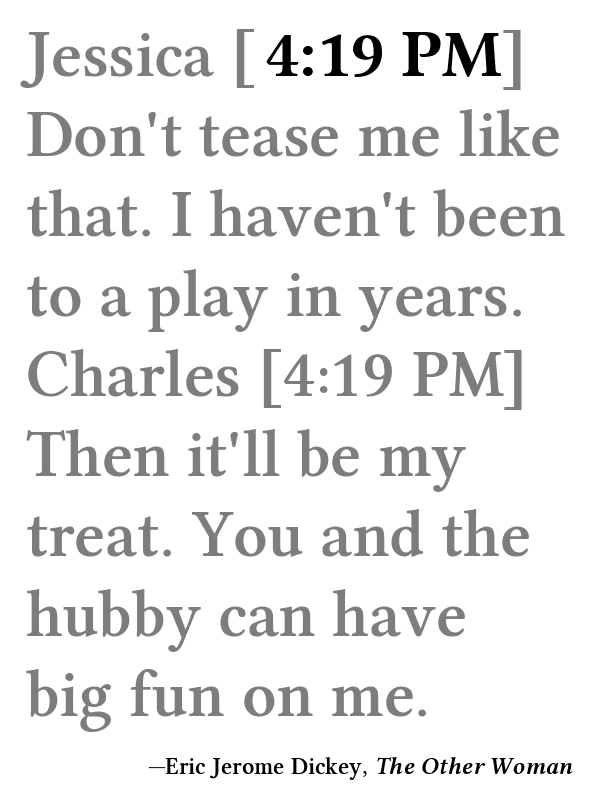 Jessica [ 4:19 PM]
Don't tease me like
that. I haven't been
to a play in years.
Charles [4:19 PM]
Then it'll be my
treat. You and the
hubby can have
big fun on me.
—Eric Jerome Dickey, The Other Woman